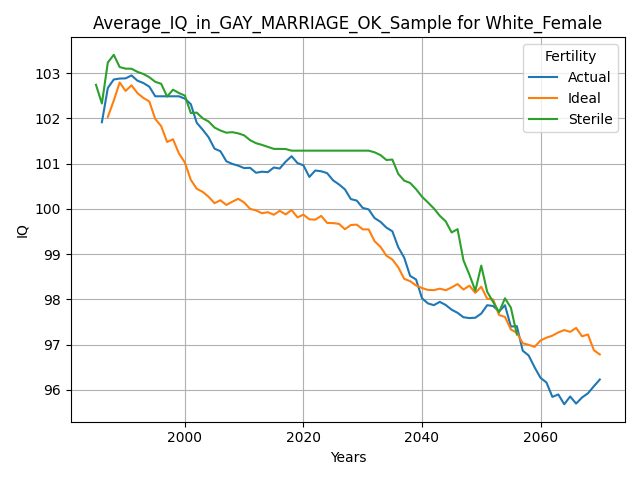 Average_IQ_in_GAY_MARRIAGE_OK_Sample for White_Female
Fertility
Actual
Ideal
Sterile
IQ
103
102
101
100
99
98
97
96
2000
2020
2040
2060
Years